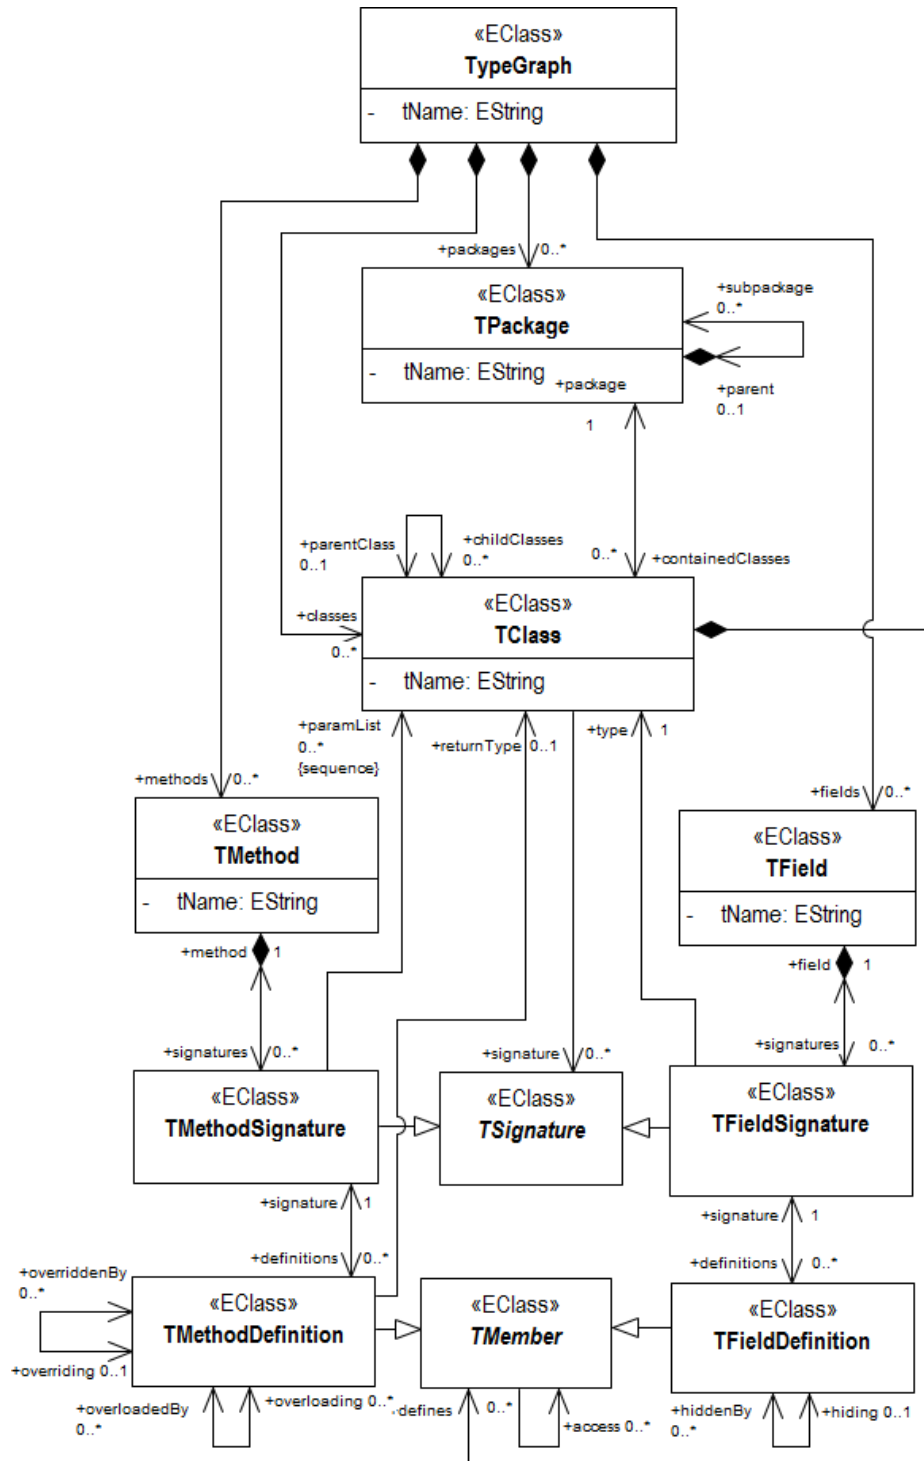 «EClass»
TypeGraph
- tName: EString
+packages 0..*
«EClass»
TPackage
- tName: EString
+subpackage
0..*
+parent
0..1
+package
1
+parentClass
0..1
+childClasses
0..*
0..*
+containedClasses
+classes
0..*
«EClass»
TClass
- tName: EString
+paramList
0..*
{sequence}
+returnType 0..1
+type 1
+methods 0..*
+fields 0..*
«EClass»
TMethod
- tName: EString
«EClass»
TField
- tName: EString
+method 1
+field 1
+signatures 0..*
+signature 0..*
+signatures 0..*
«EClass»
TMethodSignature
«EClass»
TSignature
«EClass»
TFieldSignature
+signature 1
+signature 1
+definitions 0..*
+definitions 0..*
+overriddenBy
0..*
«EClass»
TMethodDefinition
«EClass»
TMember
«EClass»
TFieldDefinition
+overriding 0..1
+overloadedBy
0..*
+overloading 0..*
defines 0..*
+access 0..*
+hiddenBy
0..*
+hiding 0..1